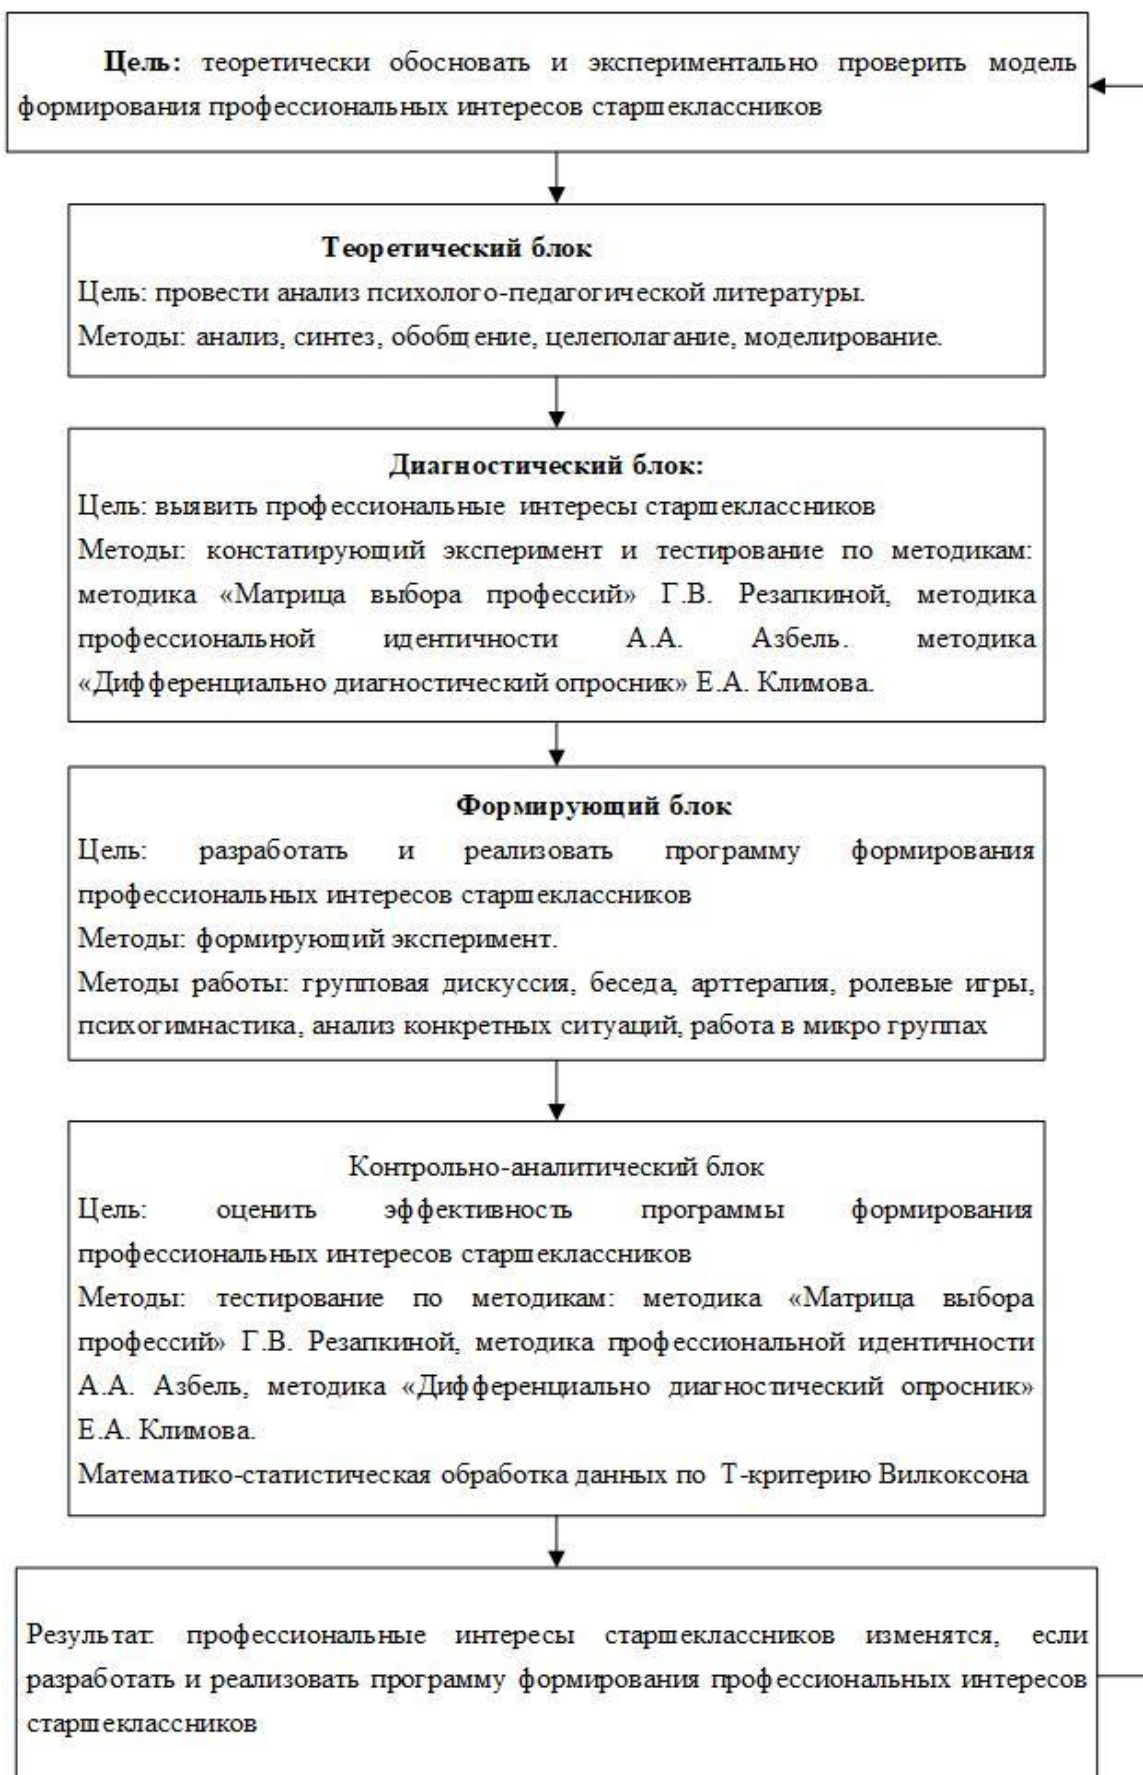 Цель: теоретически обосновать и экспериментально проверить модель
формирования профессиональных интересов старшеклассников
Теоретический блок
Цель: провести анализ психолого-педагогической литературы.
Методы: анализ, синтез, обобщение, целеполагание, моделирование.
Диагностический блок:
Цель: выявить профессиональные интересы старшеклассников
Методы: констатирующий эксперимент и тестирование по методикам:
методика «Матрица выбора профессий» Г.В. Резапкиной, методика
профессиональной идентичности А.А. Азбель. методика
«Дифференциально диагностический опросник» Е.А. Климова.
Формирующий блок
Цель: разработать и реализовать программу формирования
профессиональных интересов старшеклассников
Методы: формирующий эксперимент.
Методы работы: групповая дискуссия, беседа, арттерапия, ролевые игры,
психогимнастика, анализ конкретных ситуаций, работа в микро группах
Контрольно-аналитический блок
Цель: оценить эффективность программы формирования
профессиональных интересов старшеклассников
Методы: тестирование по методикам: методика «Матрица выбора
профессий» Г.В. Резапкиной, методика профессиональной идентичности
А.А. Азбель, методика «Дифференциально диагностический опросник»
Е.А. Климова.
Математико-статистическая обработка данных по Т-критерию Вилкоксона
Результат: профессиональные интересы старшеклассников изменятся, если
разработать и реализовать программу формирования профессиональных интересов
старшеклассников